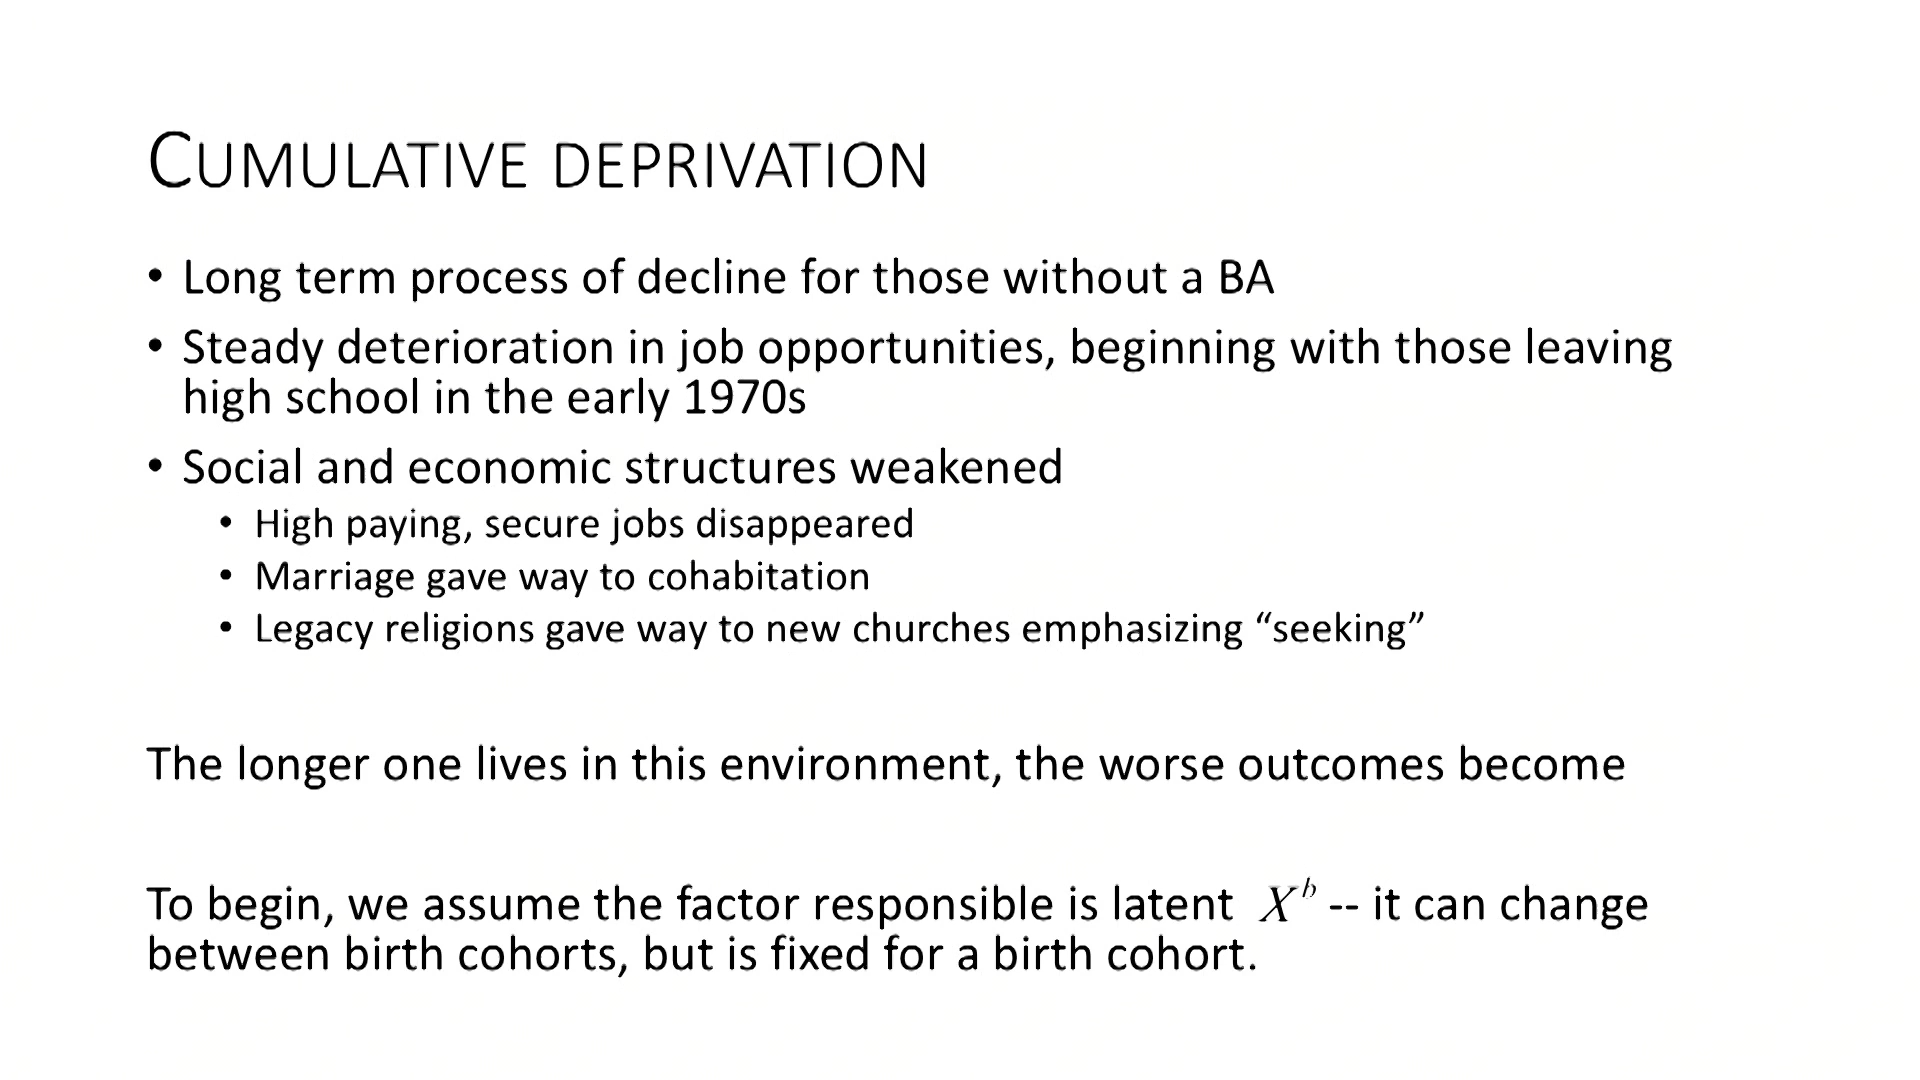 CUMULATIVE DEPRIVATION
• Long term process of decline for those without a BA
• Steady deterioration in job opportunities, beginning with those leaving
high school in the early 1970s
• Social and economic structures weakened
• High paying, secure jobs disappeared
• Marriage gave way to cohabitation
• Legacy religions gave way to new churches emphasizing “seeking”
The longer one lives in this environment, the worse outcomes become
To begin, we assume the factor responsible is latent X^b -- it can change
between birth cohorts, but is fixed for a birth cohort.